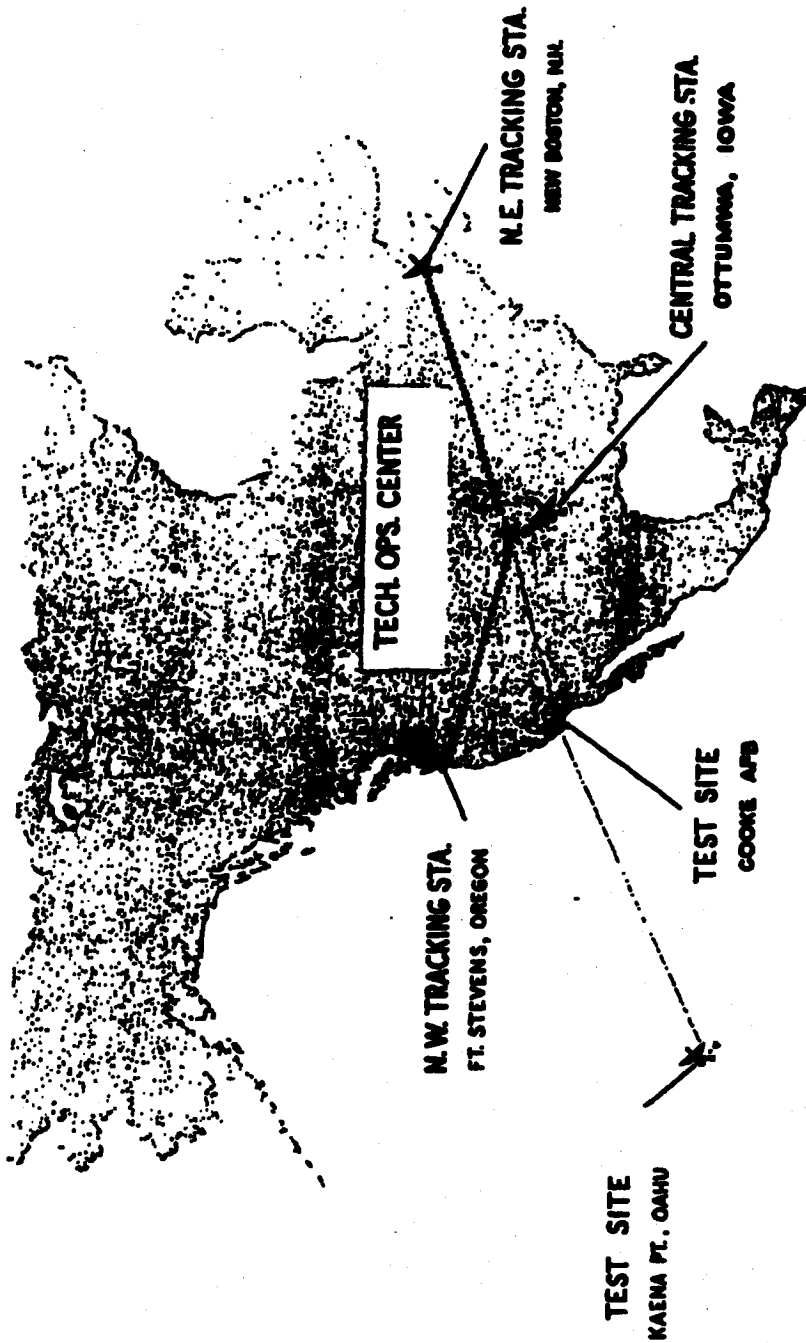 TECH. OPS. CENTER
N.E. TRACKING STA.
NEW BOSTON, N.H.
CENTRAL TRACKING STA.
OTTUMWA, IOWA
N.W. TRACKING STA.
FT. STEVENS, OREGON
TEST SITE
COOKE AFB
TEST SITE
KAENA PT., OAHU